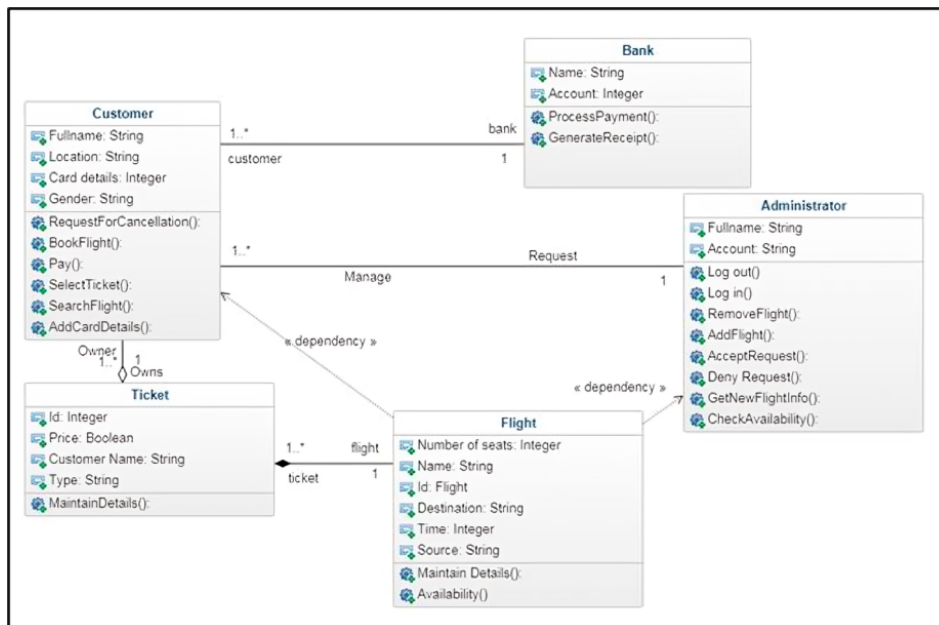 Bank
Name: String
Account: Integer
ProcessPayment():
GenerateReceipt():
Customer
Fullname: String
Location: String
Card details: Integer
Gender: String
RequestForCancellation():
BookFlight():
Pay():
SelectTicket():
SearchFlight():
AddCardDetails():
1..*
bank
customer
1
Administrator
Fullname: String
Account: String
Log out()
Log in()
RemoveFlight():
AddFlight():
AcceptRequest():
Deny Request():
GetNewFlightInfo():
CheckAvailability():
1..*
Request
Manage
1
« dependency »
« dependency »
Owner
1..*
1
Owns
Ticket
Id: Integer
Price: Boolean
Customer Name: String
Type: String
MaintainDetails():
1..*
flight
ticket
1
Flight
Number of seats: Integer
Name: String
Id: Flight
Destination: String
Time: Integer
Source: String
Maintain Details():
Availability()